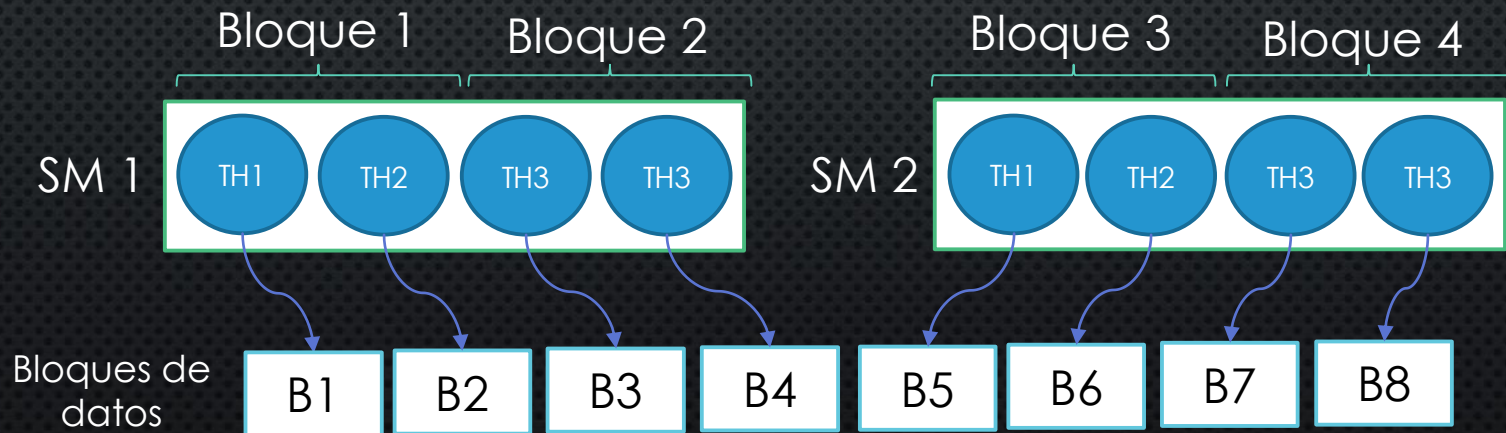 Bloque 1
Bloque 2
Bloque 3
Bloque 4
SM 1
TH1
TH2
TH3
TH3
SM 2
TH1
TH2
TH3
TH3
Bloques de
datos
B1
B2
B3
B4
B5
B6
B7
B8